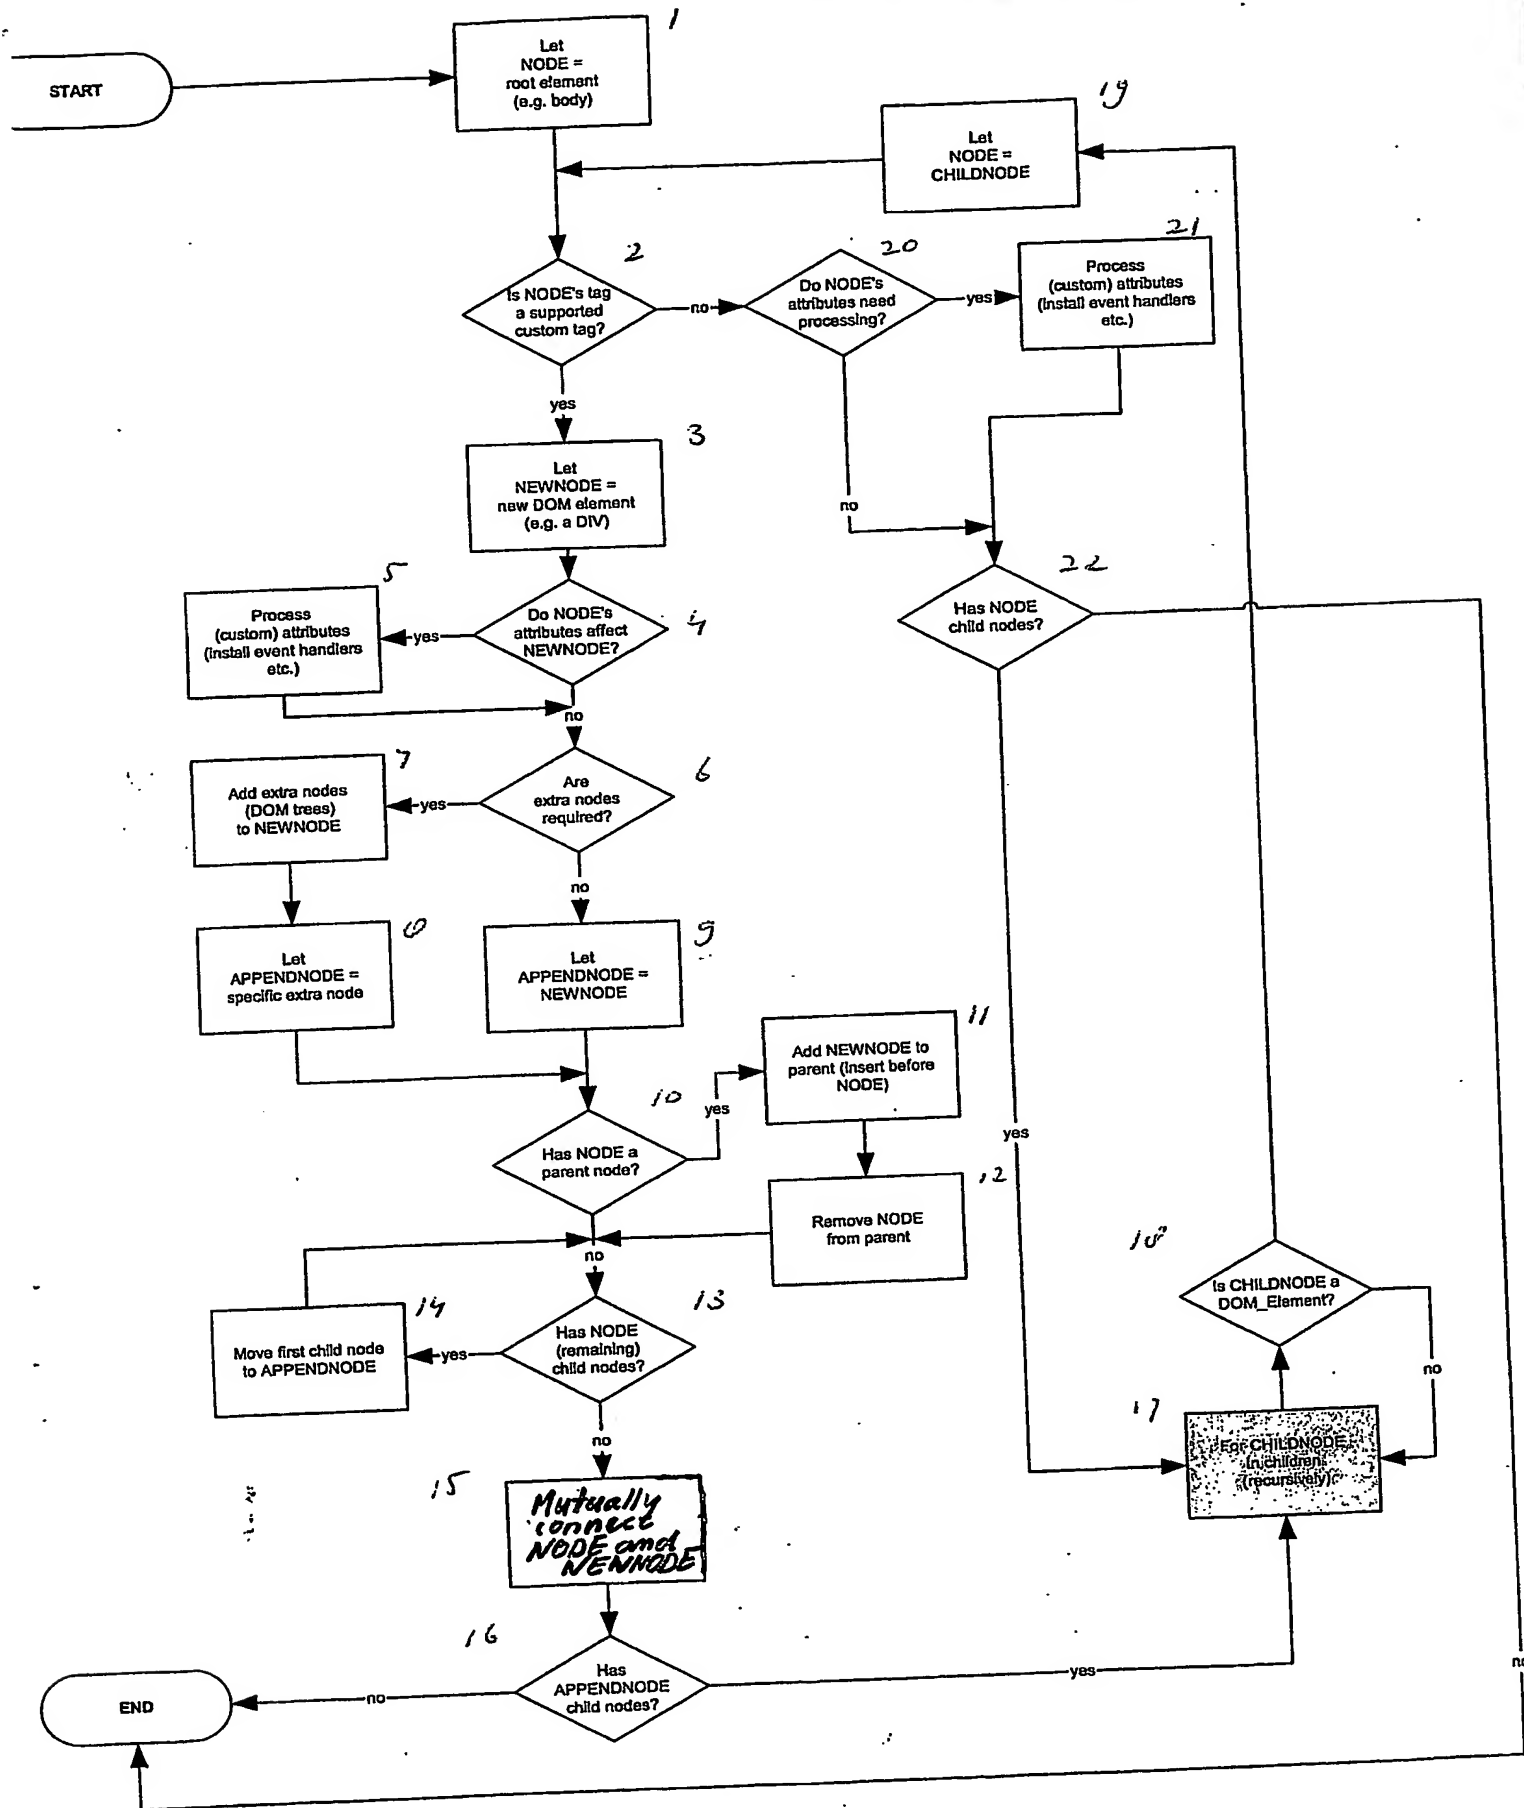 1
Let
NODE =
root element
(e.g. body)
START
19
Let
NODE =
CHILDNODE
2
Is NODE's tag
a supported
custom tag?
no
20
Do NODE's
attributes need
processing?
yes
21
Process
(custom) attributes
(install event handlers
etc.)
yes
no
3
Let
NEWNODE =
new DOM element
(e.g. a DIV)
5
Process
(custom) attributes
(install event handlers
etc.)
yes
4
Do NODE's
attributes affect
NEWNODE?
no
22
Has NODE
child nodes?
7
Add extra nodes
(DOM trees)
to NEWNODE
yes
6
Are
extra nodes
required?
no
Let
APPENDNODE =
specific extra node
9
Let
APPENDNODE =
NEWNODE
11
Add NEWNODE to
parent (insert before
NODE)
10
yes
Has NODE a
parent node?
no
12
Remove NODE
from parent
yes
14
Move first child node
to APPENDNODE
yes
13
Has NODE
(remaining)
child nodes?
no
18
Is CHILDNODE a
DOM_Element?
no
17
For CHILDNODE
in children
(recursively)
15
Mutually
connect
NODE and
NEWNODE
16
Has
APPENDNODE
child nodes?
no
yes
END